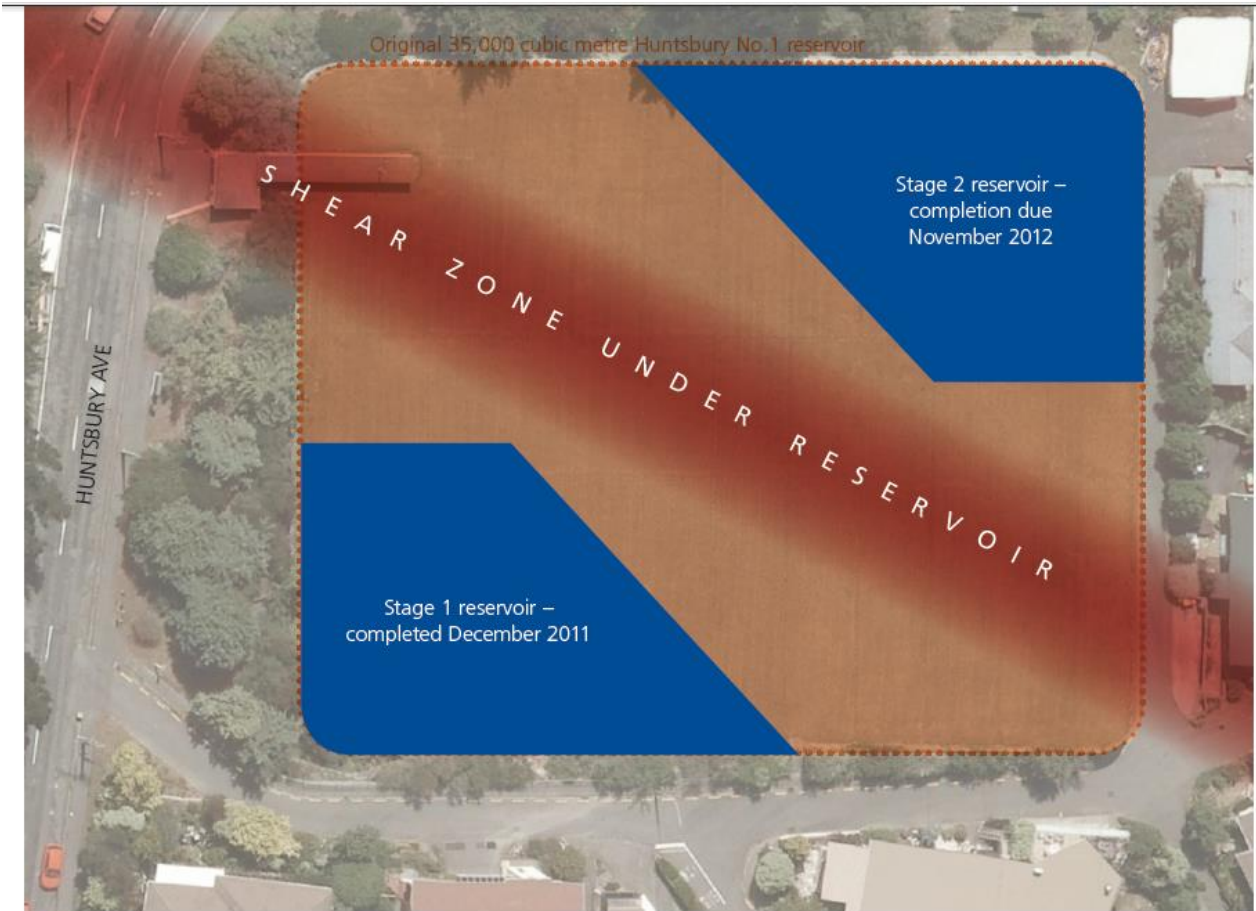 Original 35,000 cubic metre Huntsbury No.1 reservoir
Stage 2 reservoir –
completion due
November 2012
SHEAR ZONE UNDER RESERVOIR
HUNTSBURY AVE
Stage 1 reservoir –
completed December 2011